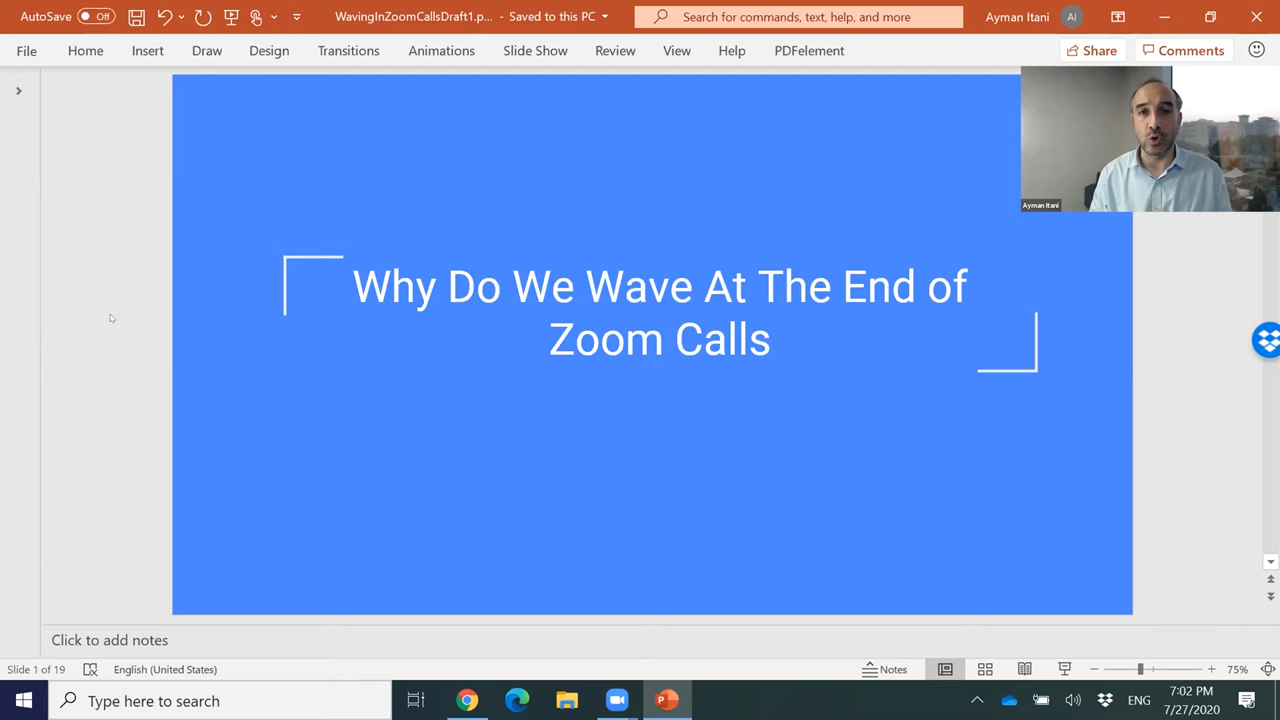 AutoSave Off WavingInZoomCallsDraft1.p... - Saved to this PC Search for commands, text, help, and more Ayman Itani AI
File Home Insert Draw Design Transitions Animations Slide Show Review View Help PDFelement Share Comments
Ayman Itani
Why Do We Wave At The End of
Zoom Calls
Click to add notes
Slide 1 of 19 English (United States) Notes 75%
Type here to search P ENG 7:02 PM
7/27/2020